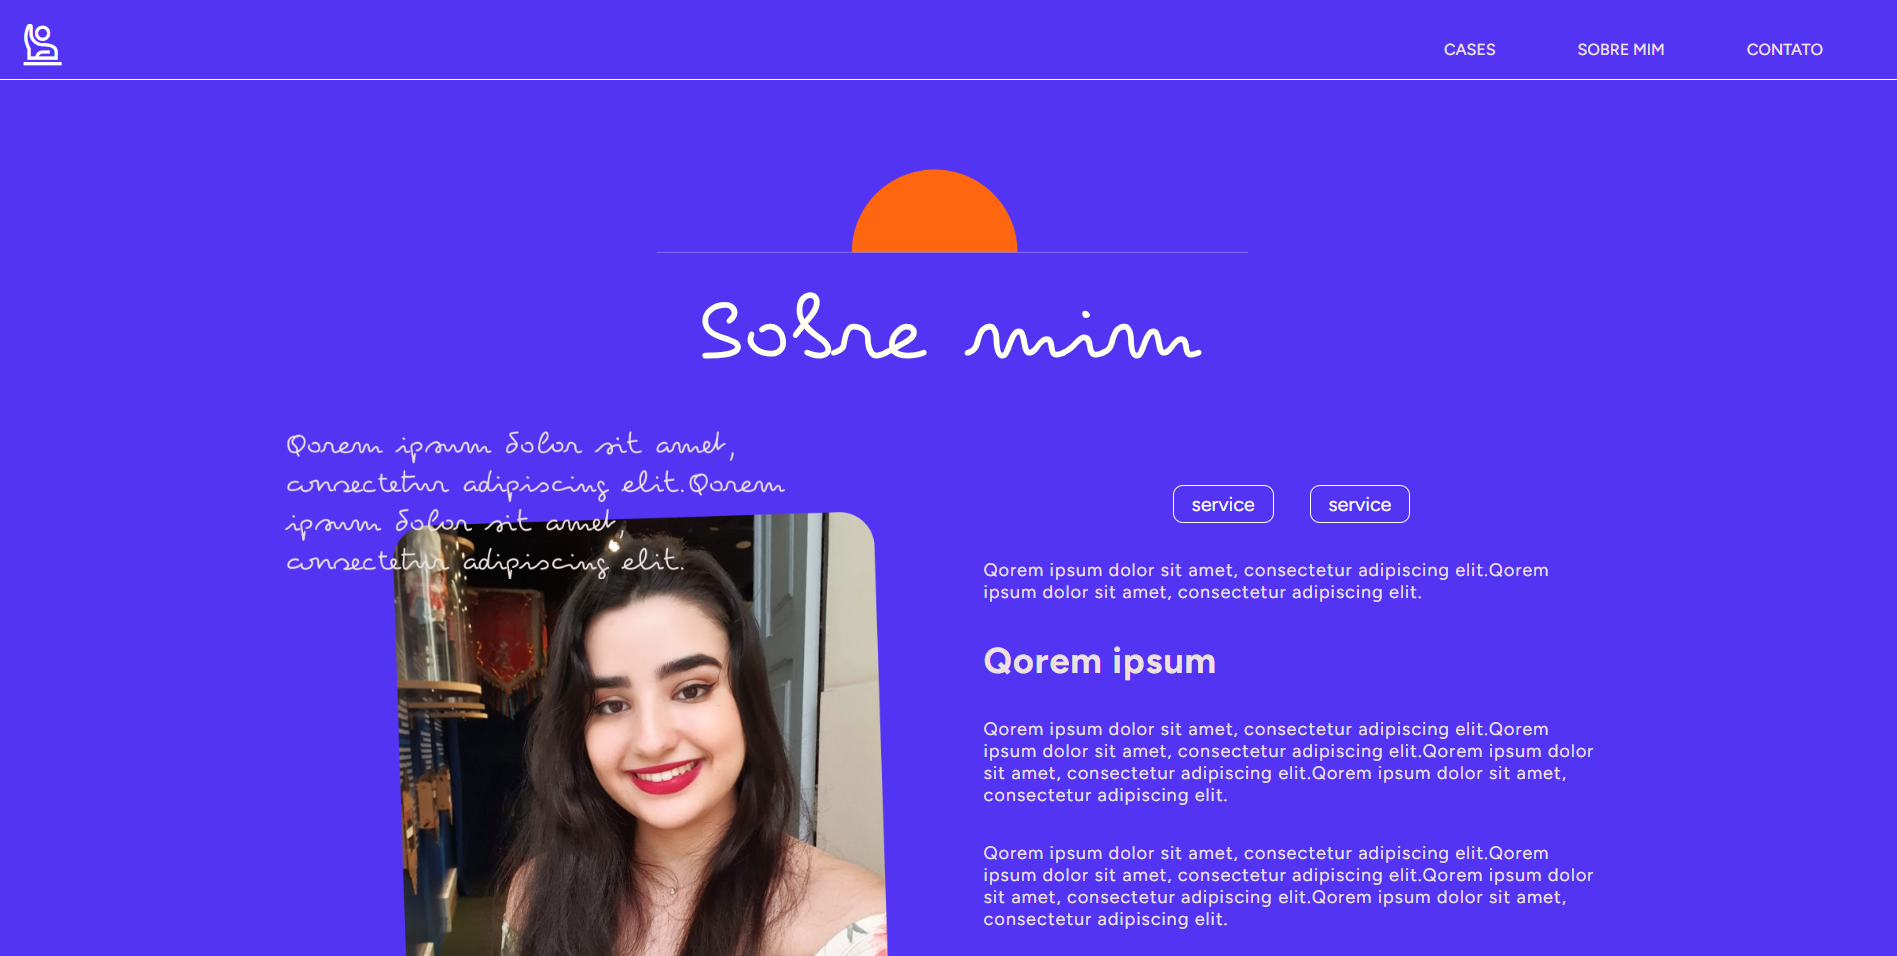 CASES
SOBRE MIM
CONTATO
Sobre mim
Qorem ipsum dolor sit amet,
consectetur adipiscing elit.Qorem
ipsum dolor sit amet,
consectetur adipiscing elit.
service
service
Qorem ipsum dolor sit amet, consectetur adipiscing elit.Qorem
ipsum dolor sit amet, consectetur adipiscing elit.
Qorem ipsum
Qorem ipsum dolor sit amet, consectetur adipiscing elit.Qorem
ipsum dolor sit amet, consectetur adipiscing elit.Qorem ipsum dolor
sit amet, consectetur adipiscing elit.Qorem ipsum dolor sit amet,
consectetur adipiscing elit.
Qorem ipsum dolor sit amet, consectetur adipiscing elit.Qorem
ipsum dolor sit amet, consectetur adipiscing elit.Qorem ipsum dolor
sit amet, consectetur adipiscing elit.Qorem ipsum dolor sit amet,
consectetur adipiscing elit.